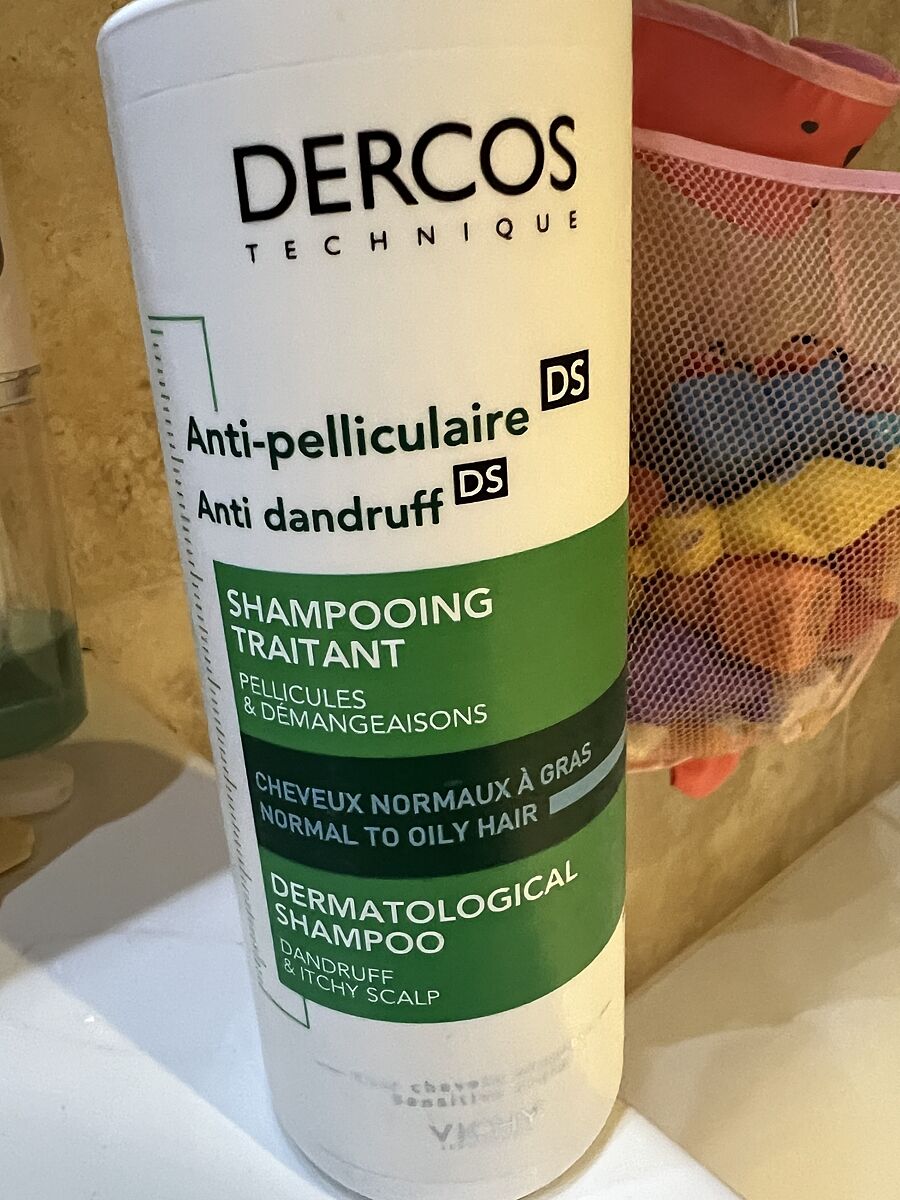 DERCOS
TECHNIQUE
Anti-pelliculaire DS
Anti dandruff DS
SHAMPOOING
TRAITANT
PELLICULES
& DÉMANGEAISONS
CHEVEUX NORMAUX À GRAS
NORMAL TO OILY HAIR
DERMATOLOGICAL
SHAMPOO
DANDRUFF
& ITCHY SCALP
VICHY